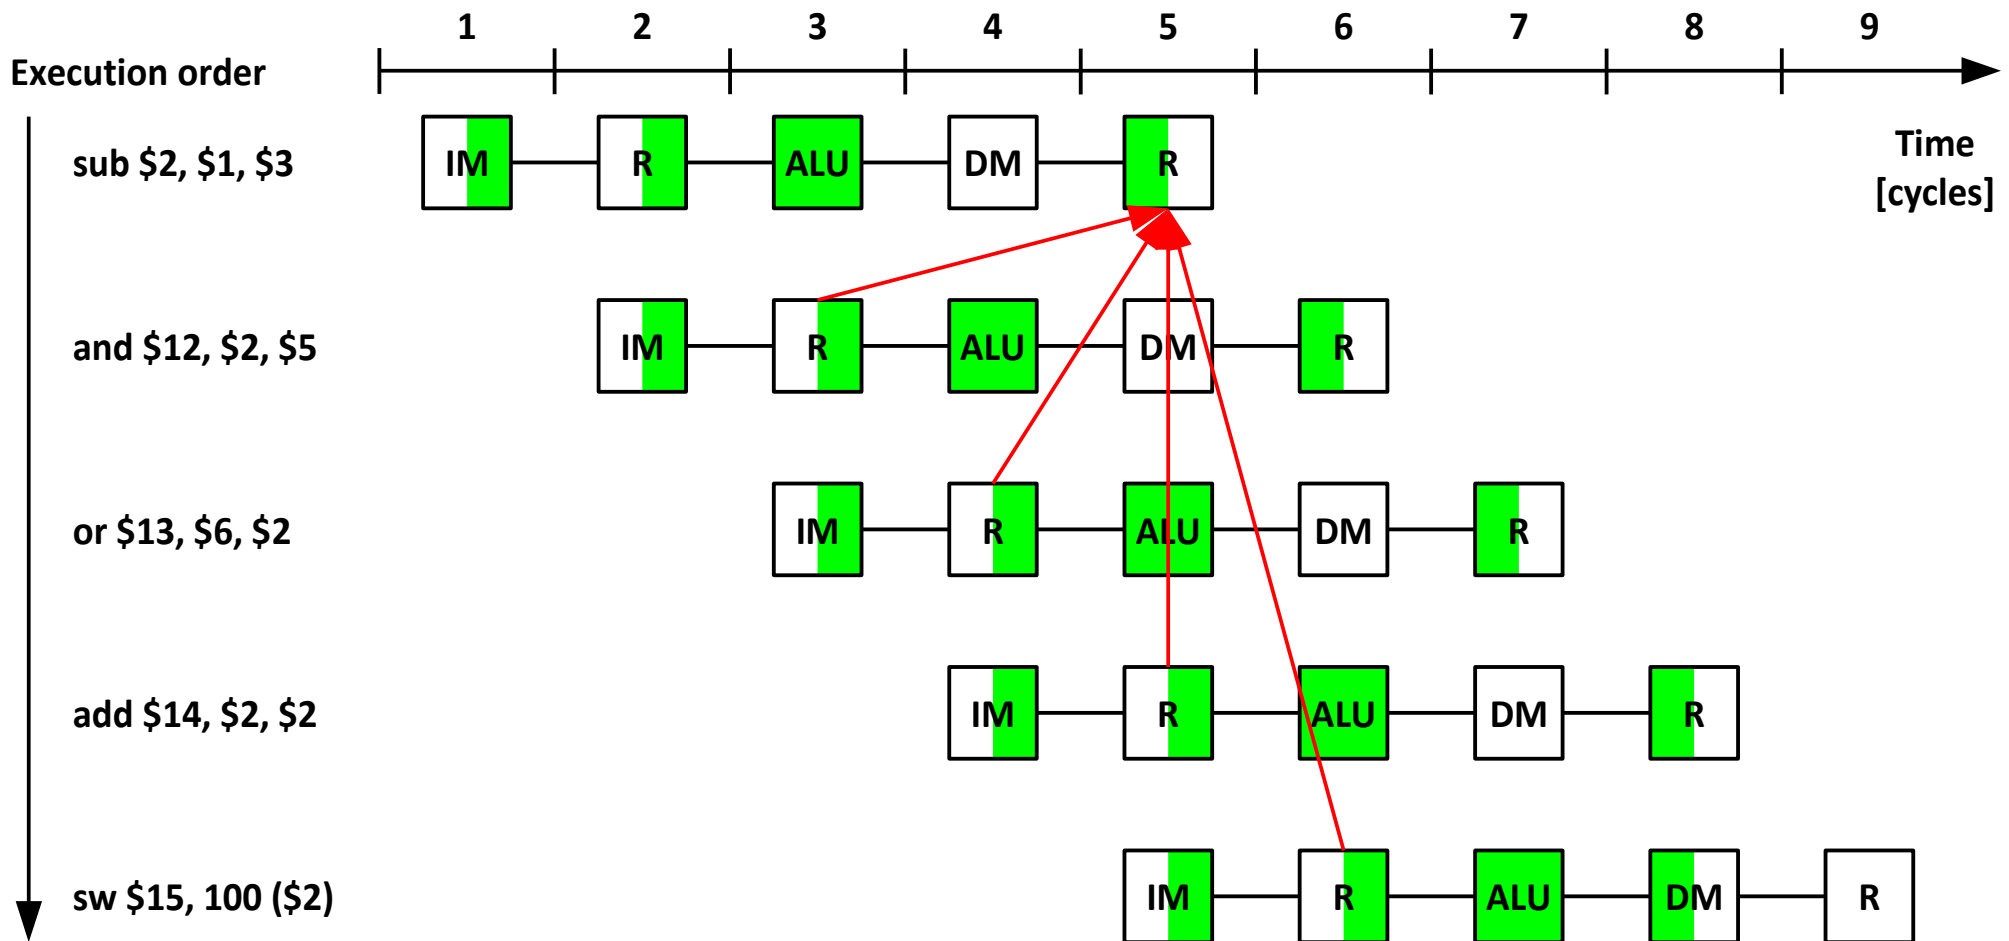 1 2 3 4 5 6 7 8 9
Execution order
Time
[cycles]
sub $2, $1, $3 IM R ALU DM R
and $12, $2, $5 IM R ALU DM R
or $13, $6, $2 IM R ALU DM R
add $14, $2, $2 IM R ALU DM R
sw $15, 100 ($2) IM R ALU DM R